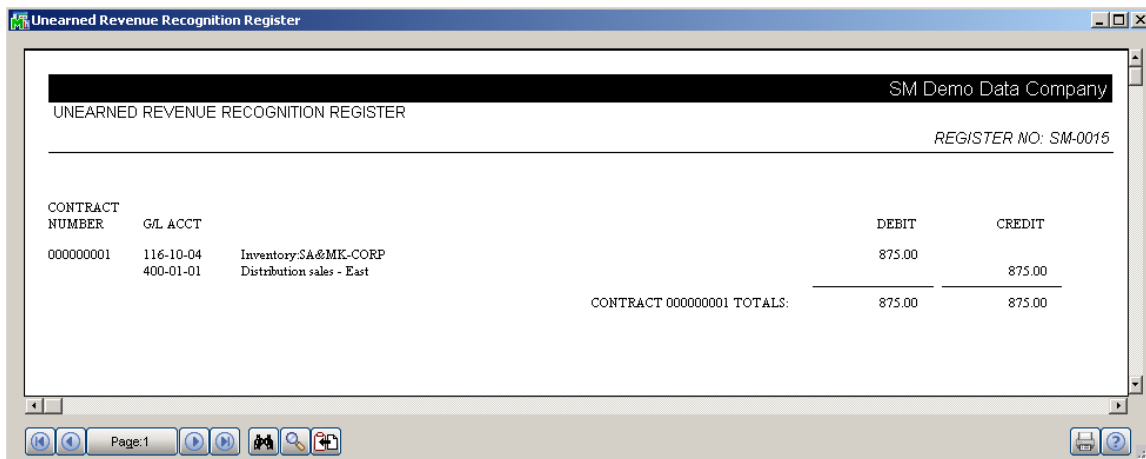 Unearned Revenue Recognition Register
SM Demo Data Company
UNEARNED REVENUE RECOGNITION REGISTER
REGISTER NO: SM-0015
CONTRACT
NUMBER G/L ACCT DEBIT CREDIT
000000001 116-10-04 Inventory:SA&MK-CORP 875.00
400-01-01 Distribution sales - East 875.00
CONTRACT 000000001 TOTALS: 875.00 875.00
Page:1